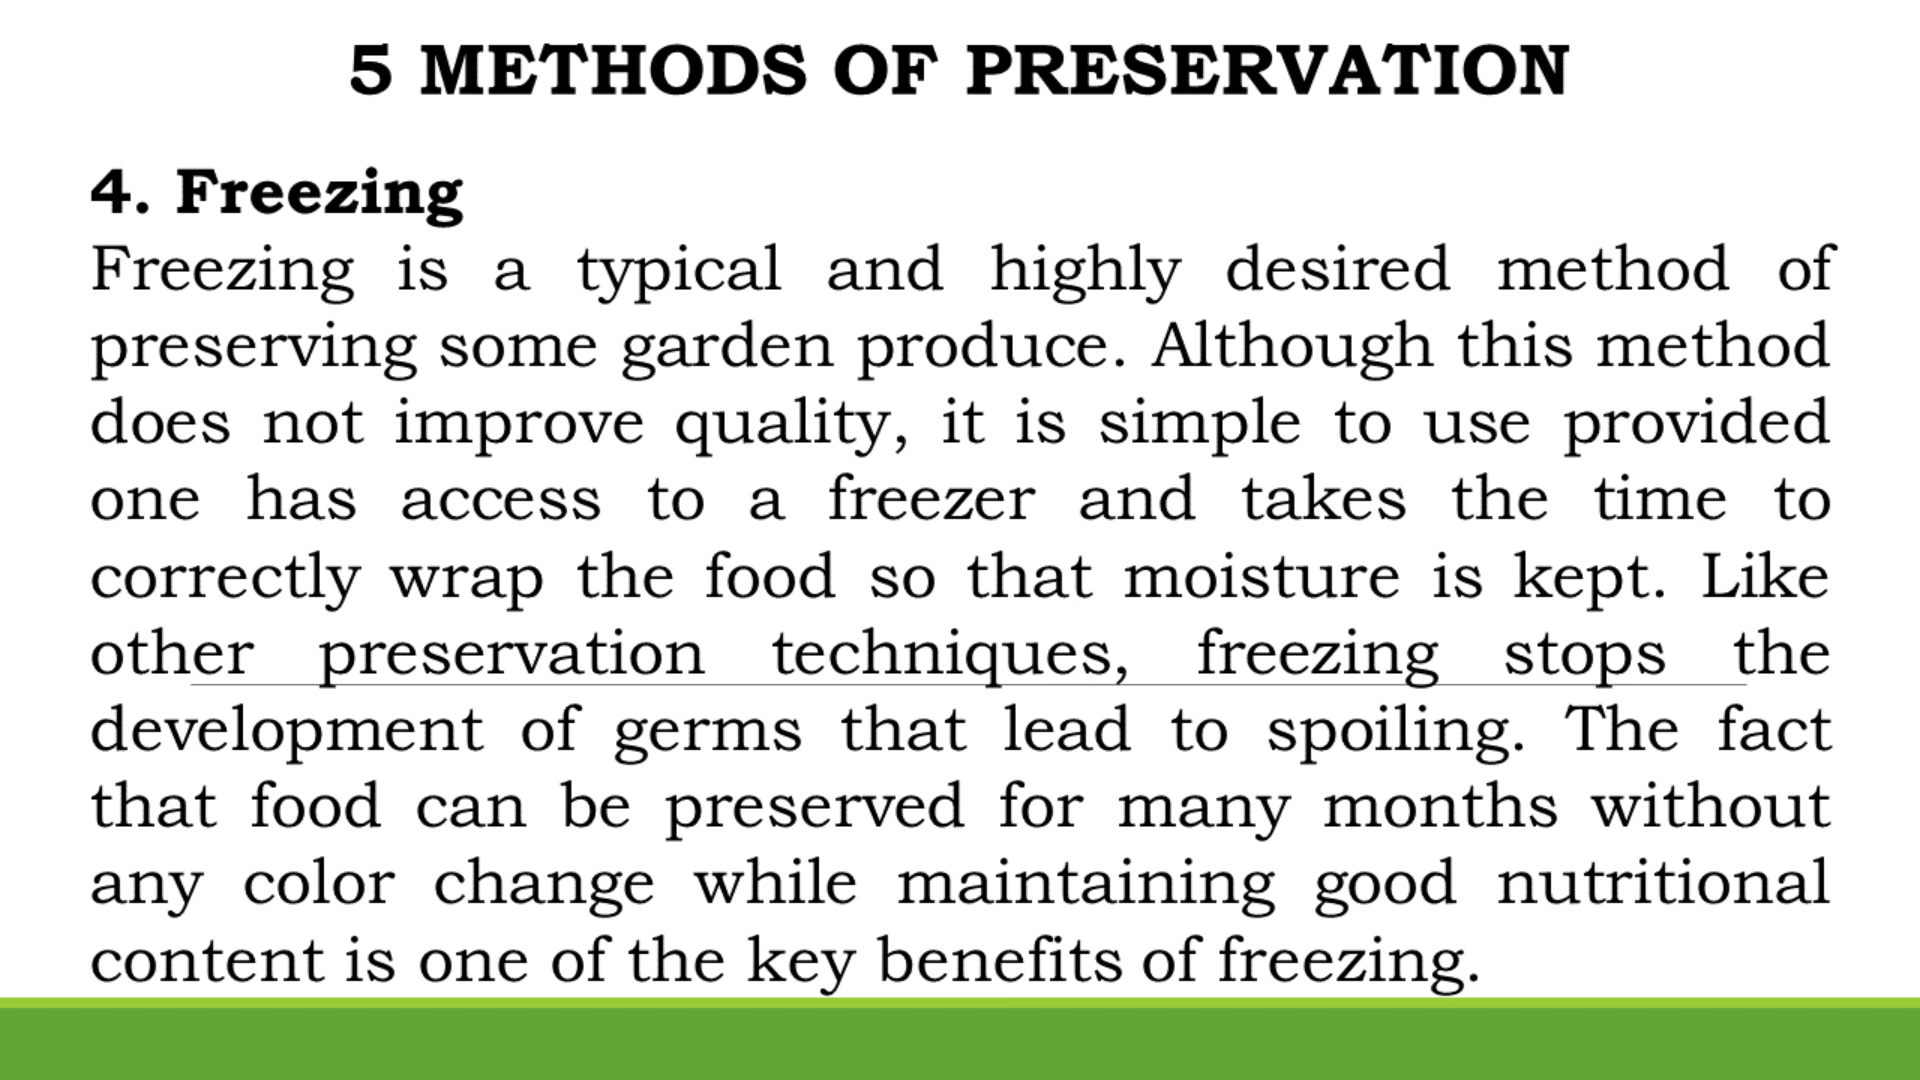 5 METHODS OF PRESERVATION
4. Freezing
Freezing is a typical and highly desired method of
preserving some garden produce. Although this method
does not improve quality, it is simple to use provided
one has access to a freezer and takes the time to
correctly wrap the food so that moisture is kept. Like
other preservation techniques, freezing stops the
development of germs that lead to spoiling. The fact
that food can be preserved for many months without
any color change while maintaining good nutritional
content is one of the key benefits of freezing.